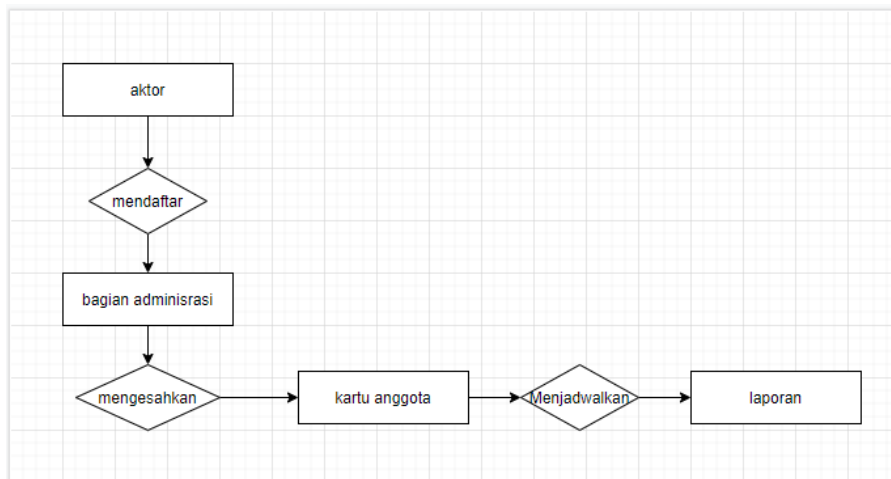 aktor
mendaftar
bagian adminisrasi
mengesahkan
kartu anggota
Menjadwalkan
laporan